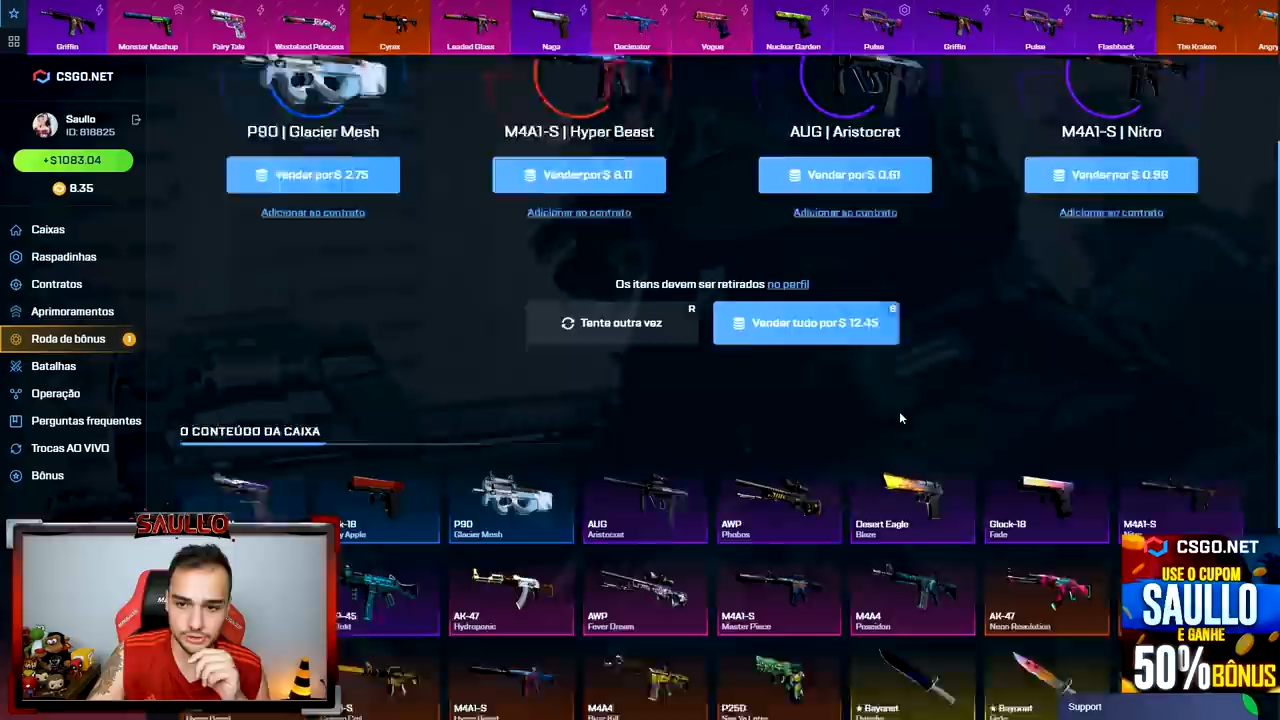 Griffin
Monster Mashup
Fairy Tale
Wasteland Princess
Cyrex
Leaded Glass
Naga
Decimator
Vogue
Nuclear Garden
Pulse
Griffin
Pulse
Flashback
The Kraken
Angry
CSGO.NET
Saullo
ID: 818825
+$1083.04
8.35
Caixas
Raspadinhas
Contratos
Aprimoramentos
Roda de bônus
1
Batalhas
Operação
Perguntas frequentes
Trocas AO VIVO
Bônus
P90 | Glacier Mesh
M4A1-S | Hyper Beast
AUG | Aristocrat
M4A1-S | Nitro
Vender por $ 2.75
Vender por $ 8.11
Vender por $ 0.61
Vender por $ 0.98
Adicionar ao contrato
Adicionar ao contrato
Adicionar ao contrato
Adicionar ao contrato
Os itens devem ser retirados no perfil
Tente outra vez
R
Vender tudo por $ 12.45
O CONTEÚDO DA CAIXA
Apple
P90
Glacier Mesh
AUG
Aristocrat
AWP
Phobos
Desert Eagle
Blaze
Glock-18
Fade
M4A1-S
AK-47
Hydroponic
AWP
Fever Dream
M4A1-S
Master Piece
M4A4
Poseidon
AK-47
Neon Revolution
M4A1-S
M4A4
P250
★ Bayonet
★ Bayonet
SAULLO
CSGO.NET
USE O CUPOM
SAULLO
E GANHE
50% BÔNUS
Support